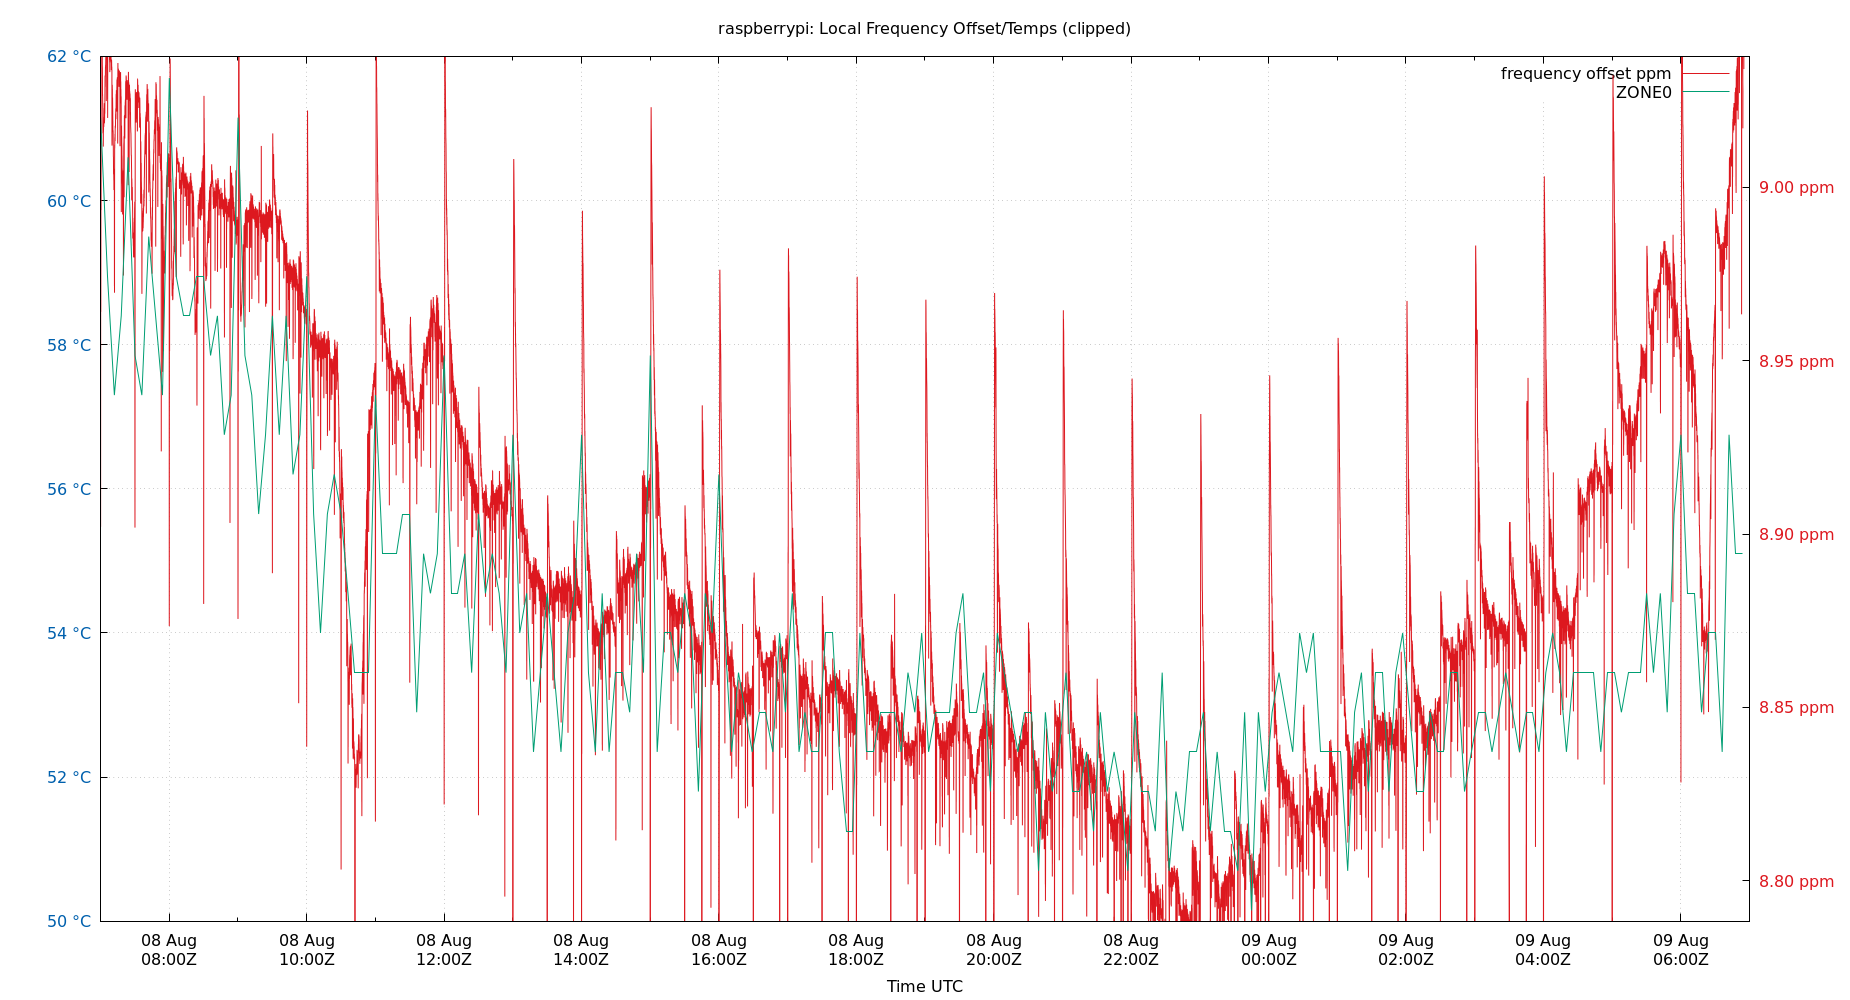 raspberrypi: Local Frequency Offset/Temps (clipped)
62 °C
60 °C
58 °C
56 °C
54 °C
52 °C
50 °C
frequency offset ppm
ZONE0
9.00 ppm
8.95 ppm
8.90 ppm
8.85 ppm
8.80 ppm
08 Aug 08 Aug 08 Aug 08 Aug 08 Aug 08 Aug 08 Aug 08 Aug 09 Aug 09 Aug 09 Aug 09 Aug
08:00Z 10:00Z 12:00Z 14:00Z 16:00Z 18:00Z 20:00Z 22:00Z 00:00Z 02:00Z 04:00Z 06:00Z
Time UTC